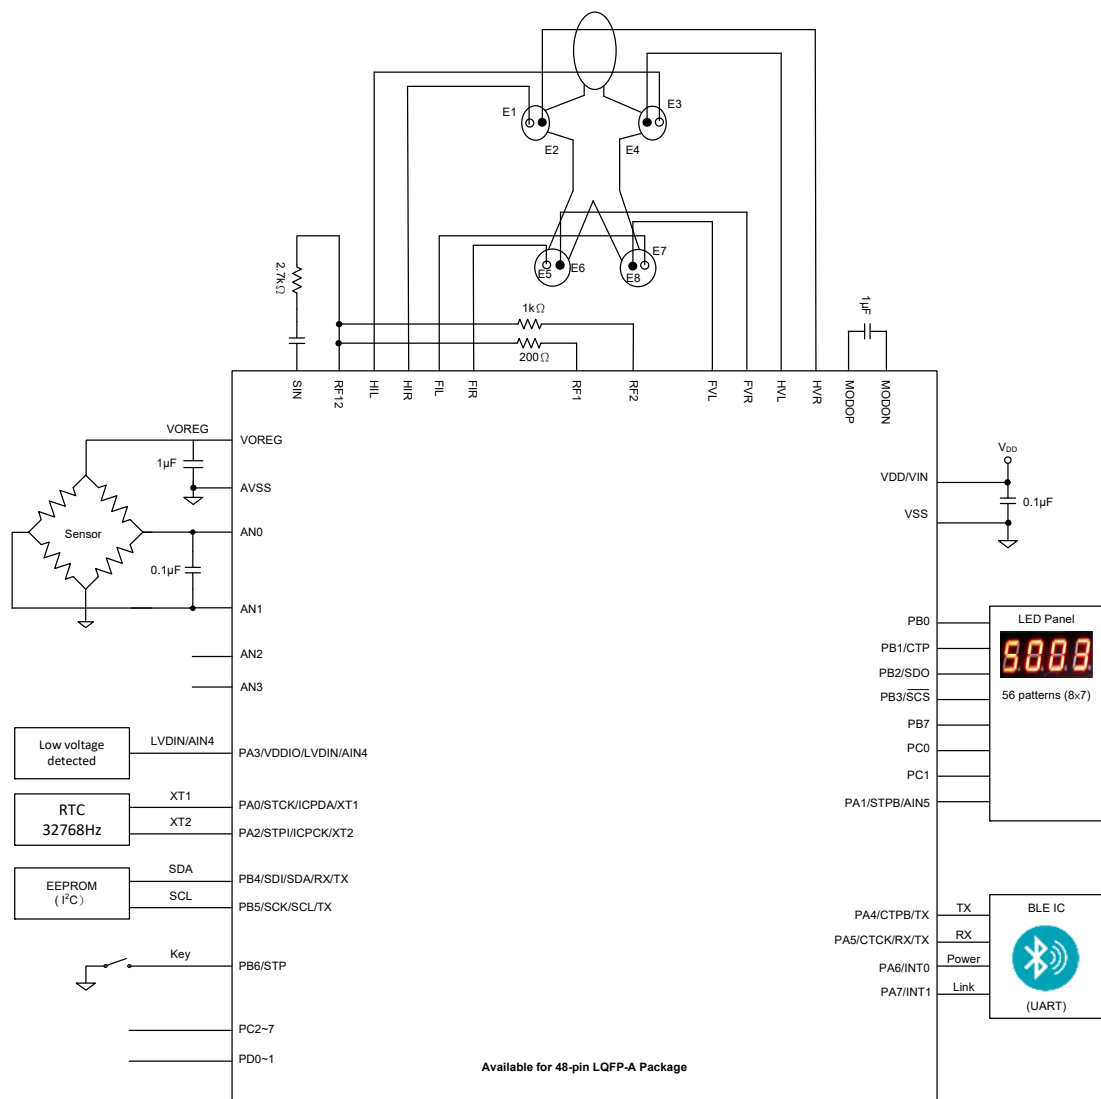 E1
E3
E2
E4
E5
E6
E7
E8
2.7kΩ
1kΩ
200Ω
1μF
SIN
RF12
HIL
HIR
FIL
FIR
RF1
RF2
FVL
FVR
HVL
HVR
MODOP
MODON
VOREG
VOREG
1μF
AVSS
Sensor
AN0
0.1μF
AN1
AN2
AN3
Low voltage
detected
LVDIN/AIN4
PA3/VDDIO/LVDIN/AIN4
RTC
32768Hz
XT1
PA0/STCK/ICPDA/XT1
XT2
PA2/STPI/ICPCK/XT2
EEPROM
( I²C )
SDA
PB4/SDI/SDA/RX/TX
SCL
PB5/SCK/SCL/TX
Key
PB6/STP
PC2~7
PD0~1
VDD
VDD/VIN
0.1μF
VSS
PB0
PB1/CTP
PB2/SDO
PB3/S̅C̅S̅
PB7
PC0
PC1
PA1/STPB/AIN5
LED Panel
5003
56 patterns (8x7)
PA4/CTPB/TX
TX
PA5/CTCK/RX/TX
RX
PA6/INT0
Power
PA7/INT1
Link
BLE IC
(UART)
Available for 48-pin LQFP-A Package